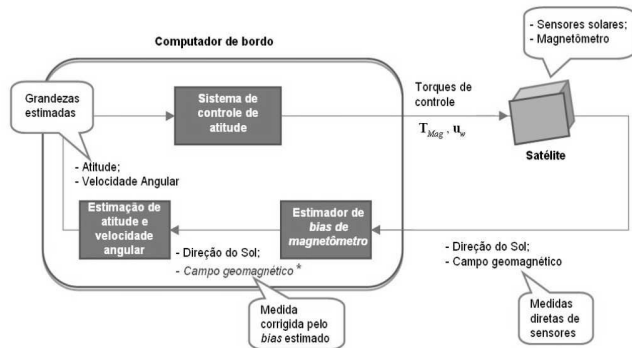 Computador de bordo
- Sensores solares;
- Magnetômetro
Grandezas
estimadas
Sistema de
controle de
atitude
Torques de
controle
T_Mag , u_w
Satélite
- Atitude;
- Velocidade Angular
Estimação de
atitude e
velocidade
angular
Estimador de
bias de
magnetômetro
- Direção do Sol;
- Campo geomagnético *
- Direção do Sol;
- Campo geomagnético
Medida
corrigida pelo
bias estimado
Medidas
diretas de
sensores